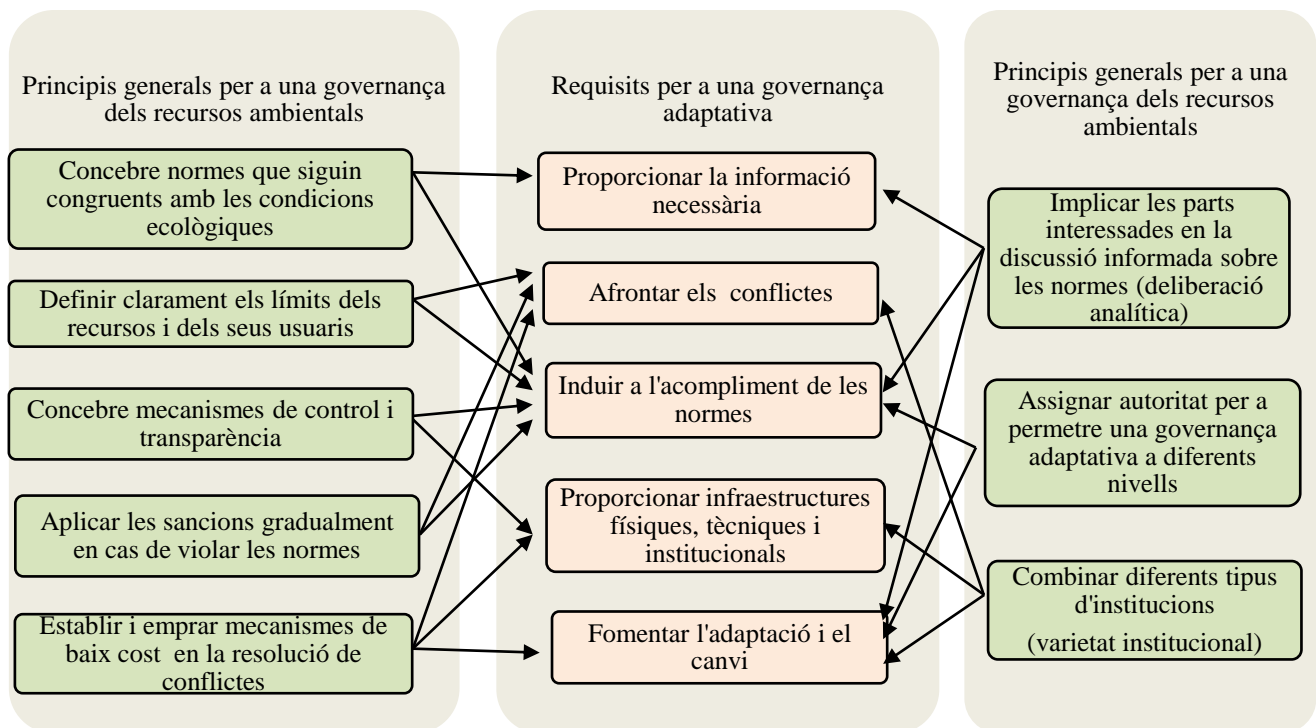 Principis generals per a una governança
dels recursos ambientals
Concebre normes que siguin
congruents amb les condicions
ecològiques
Definir clarament els límits dels
recursos i dels seus usuaris
Concebre mecanismes de control i
transparència
Aplicar les sancions gradualment
en cas de violar les normes
Establir i emprar mecanismes de
baix cost en la resolució de
conflictes
Requisits per a una governança
adaptativa
Proporcionar la informació
necessària
Afrontar els conflictes
Induir a l'acompliment de les
normes
Proporcionar infraestructures
físiques, tècniques i
institucionals
Fomentar l'adaptació i el
canvi
Principis generals per a una
governança dels recursos
ambientals
Implicar les parts
interessades en la
discussió informada sobre
les normes (deliberació
analítica)
Assignar autoritat per a
permetre una governança
adaptativa a diferents
nivells
Combinar diferents tipus
d'institucions
(varietat institucional)